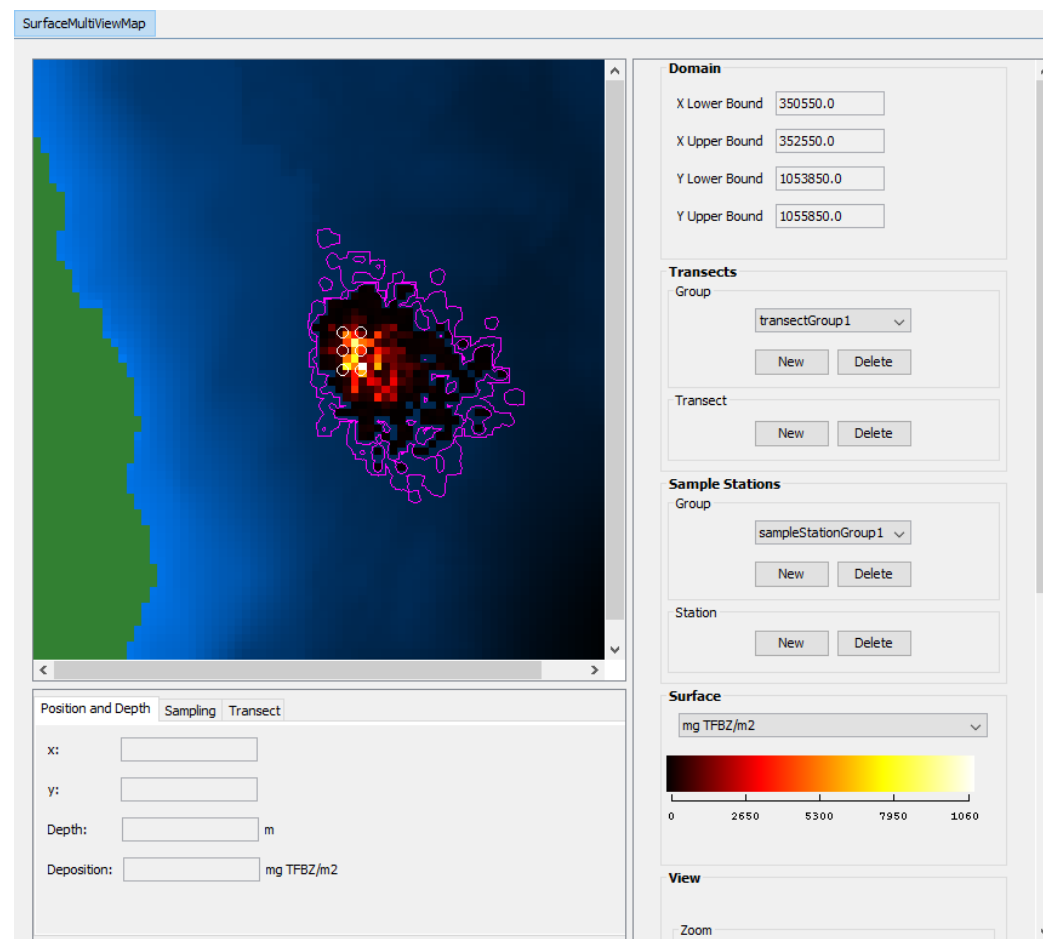 SurfaceMultiViewMap
Domain
X Lower Bound 350550.0
X Upper Bound 352550.0
Y Lower Bound 1053850.0
Y Upper Bound 1055850.0
Transects
Group
transectGroup1
New Delete
Transect
New Delete
Sample Stations
Group
sampleStationGroup1
New Delete
Station
New Delete
Surface
mg TFBZ/m2
0 2650 5300 7950 1060
View
Zoom
Position and Depth Sampling Transect
x:
y:
Depth: m
Deposition: mg TFBZ/m2